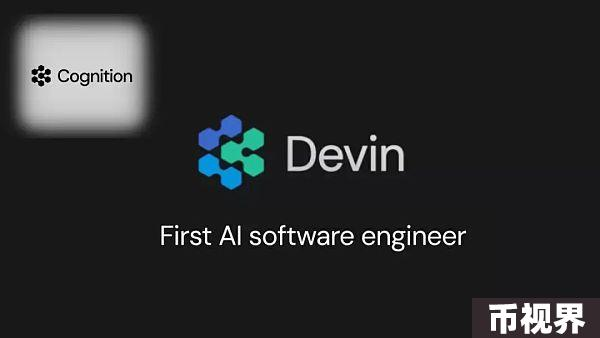 Cognition
Devin
First AI software engineer
币视界